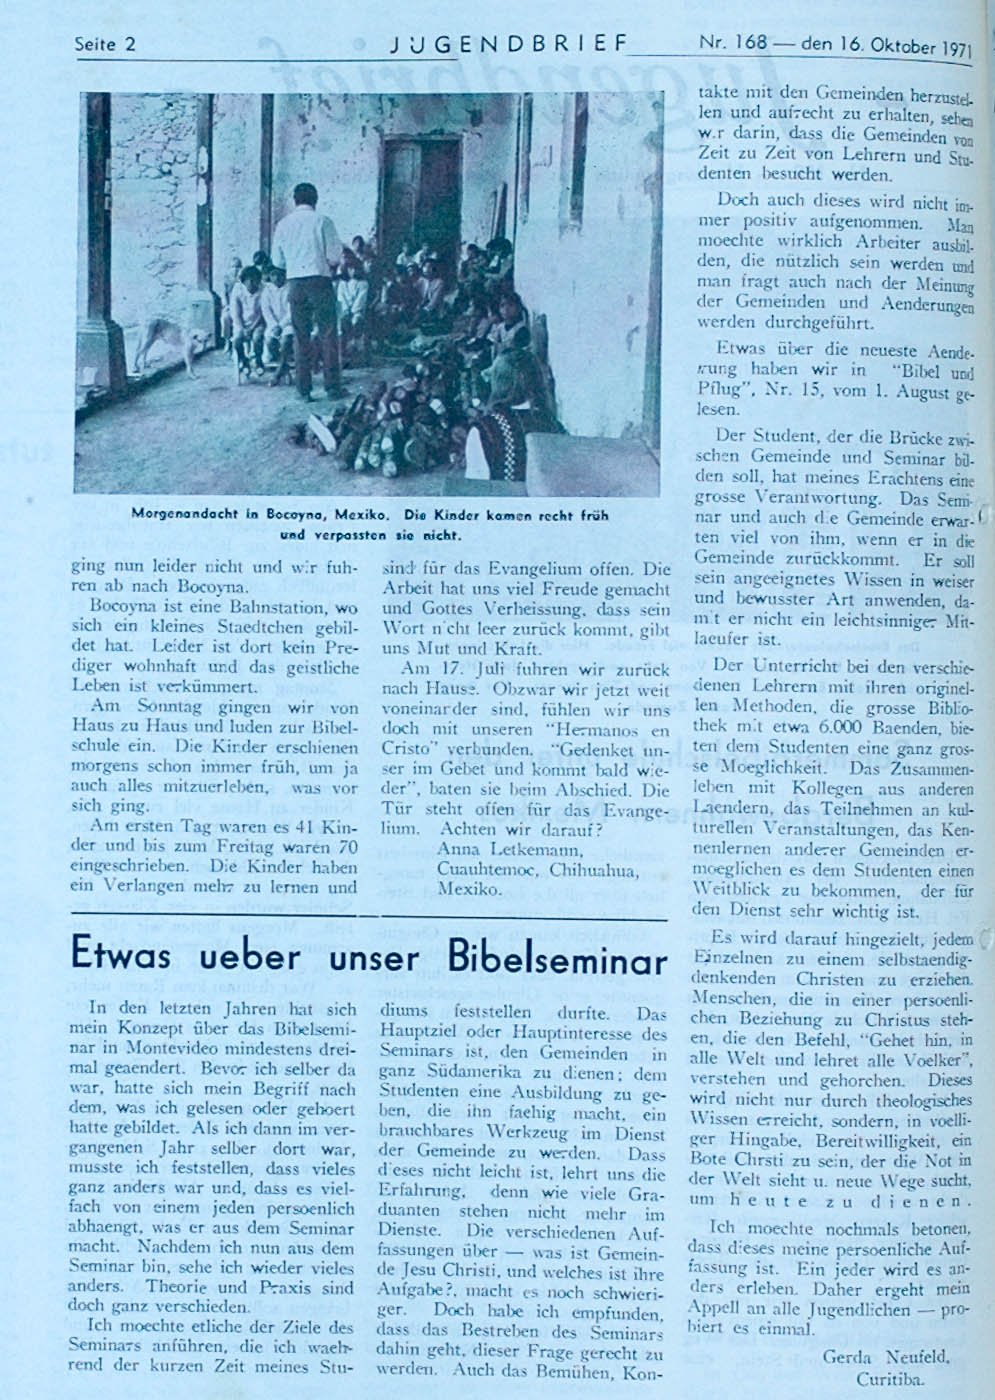 Seite 2
JUGENDBRIEF
Nr. 168 — den 16. Oktober 1971
Morgenandacht in Bocoyna, Mexiko. Die Kinder kamen recht früh
und verpassten sie nicht.
ging nun leider nicht und wir fuh-
ren ab nach Bocoyna.
Bocoyna ist eine Bahnstation, wo
sich ein kleines Staedtchen gebil-
det hat. Leider ist dort kein Pre-
diger wohnhaft und das geistliche
Leben ist verkümmert.
Am Sonntag gingen wir von
Haus zu Haus und luden zur Bibel-
schule ein. Die Kinder erschienen
morgens schon immer früh, um ja
auch alles mitzuerleben, was vor
sich ging.
Am ersten Tag waren es 41 Kin-
der und bis zum Freitag waren 70
eingeschrieben. Die Kinder haben
ein Verlangen mehr zu lernen und
sind für das Evangelium offen. Die
Arbeit hat uns viel Freude gemacht
und Gottes Verheissung, dass sein
Wort nicht leer zurück kommt, gibt
uns Mut und Kraft.
Am 17. Juli fuhren wir zurück
nach Hause. Obzwar wir jetzt weit
voneinarder sind, fühlen wir uns
doch mit unseren "Hermanos en
Cristo" verbunden. "Gedenket un-
ser im Gebet und kommt bald wie-
der", baten sie beim Abschied. Die
Tür steht offen für das Evange-
lium. Achten wir darauf?
Anna Letkemann,
Cuauhtemoc, Chihuahua,
Mexiko.
Etwas ueber unser Bibelseminar
In den letzten Jahren hat sich
mein Konzept über das Bibelsemi-
nar in Montevideo mindestens drei-
mal geaendert. Bevor ich selber da
war, hatte sich mein Begriff nach
dem, was ich gelesen oder gehoert
hatte gebildet. Als ich dann im ver-
gangenen Jahr selber dort war,
musste ich feststellen, dass vieles
ganz anders war und, dass es viel-
fach von einem jeden persoenlich
abhaengt, was er aus dem Seminar
macht. Nachdem ich nun aus dem
Seminar bin, sehe ich wieder vieles
anders. Theorie und Praxis sind
doch ganz verschieden.
Ich moechte etliche der Ziele des
Seminars anführen, die ich waeh-
rend der kurzen Zeit meines Stu-
diums feststellen durfte. Das
Hauptziel oder Hauptinteresse des
Seminars ist, den Gemeinden in
ganz Südamerika zu dienen; dem
Studenten eine Ausbildung zu ge-
ben, die ihn faehig macht, ein
brauchbares Werkzeug im Dienst
der Gemeinde zu werden. Dass
dieses nicht leicht ist, lehrt uns die
Erfahrung, denn wie viele Gra-
duanten stehen nicht mehr im
Dienste. Die verschiedenen Auf-
fassungen über — was ist Gemein-
de Jesu Christi, und welches ist ihre
Aufgabe?, macht es noch schwieri-
ger. Doch habe ich empfunden,
dass das Bestreben des Seminars
dahin geht, dieser Frage gerecht zu
werden. Auch das Bemühen, Kon-
takte mit den Gemeinden herzustel-
len und aufrecht zu erhalten, sehen
wir darin, dass die Gemeinden von
Zeit zu Zeit von Lehrern und Stu-
denten besucht werden.
Doch auch dieses wird nicht im-
mer positiv aufgenommen. Man
moechte wirklich Arbeiter ausbil-
den, die nützlich sein werden und
man fragt auch nach der Meinung
der Gemeinden und Aenderungen
werden durchgeführt.
Etwas über die neueste Aende-
rung haben wir in "Bibel und
Pflug", Nr. 15, vom 1. August ge-
lesen.
Der Student, der die Brücke zwi-
schen Gemeinde und Seminar bil-
den soll, hat meines Erachtens eine
grosse Verantwortung. Das Semi-
nar und auch die Gemeinde erwar-
ten viel von ihm, wenn er in die
Gemeinde zurückkommt. Er soll
sein angeeignetes Wissen in weiser
und bewusster Art anwenden, da-
mit er nicht ein leichtsinniger Mit-
laeufer ist.
Der Unterricht bei den verschie-
denen Lehrern mit ihren originel-
len Methoden, die grosse Biblio-
thek mit etwa 6.000 Baenden, bie-
ten dem Studenten eine ganz gros-
se Moeglichkeit. Das Zusammen-
leben mit Kollegen aus anderen
Laendern, das Teilnehmen an kul-
turellen Veranstaltungen, das Ken-
nenlernen anderer Gemeinden er-
moeglichen es dem Studenten einen
Weitblick zu bekommen, der für
den Dienst sehr wichtig ist.
Es wird darauf hingezielt, jedem
Einzelnen zu einem selbstaendig-
denkenden Christen zu erziehen.
Menschen, die in einer persoenli-
chen Beziehung zu Christus steh-
en, die den Befehl, "Gehet hin, in
alle Welt und lehret alle Voelker",
verstehen und gehorchen. Dieses
wird nicht nur durch theologisches
Wissen erreicht, sondern, in voelli-
ger Hingabe, Bereitwilligkeit, ein
Bote Chrsti zu sein, der die Not in
der Welt sieht u. neue Wege sucht,
um heute zu dienen.
Ich moechte nochmals betonen,
dass dieses meine persoenliche Auf-
fassung ist. Ein jeder wird es an-
ders erleben. Daher ergeht mein
Appell an alle Jugendlichen — pro-
biert es einmal.
Gerda Neufeld,
Curitiba.